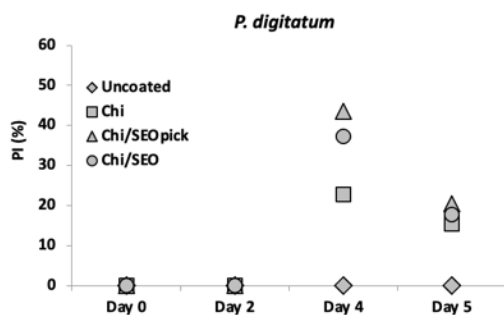 P. digitatum
60
50
40
30
20
10
0
PI (%)
Uncoated
Chi
Chi/SEOpick
Chi/SEO
Day 0 Day 2 Day 4 Day 5